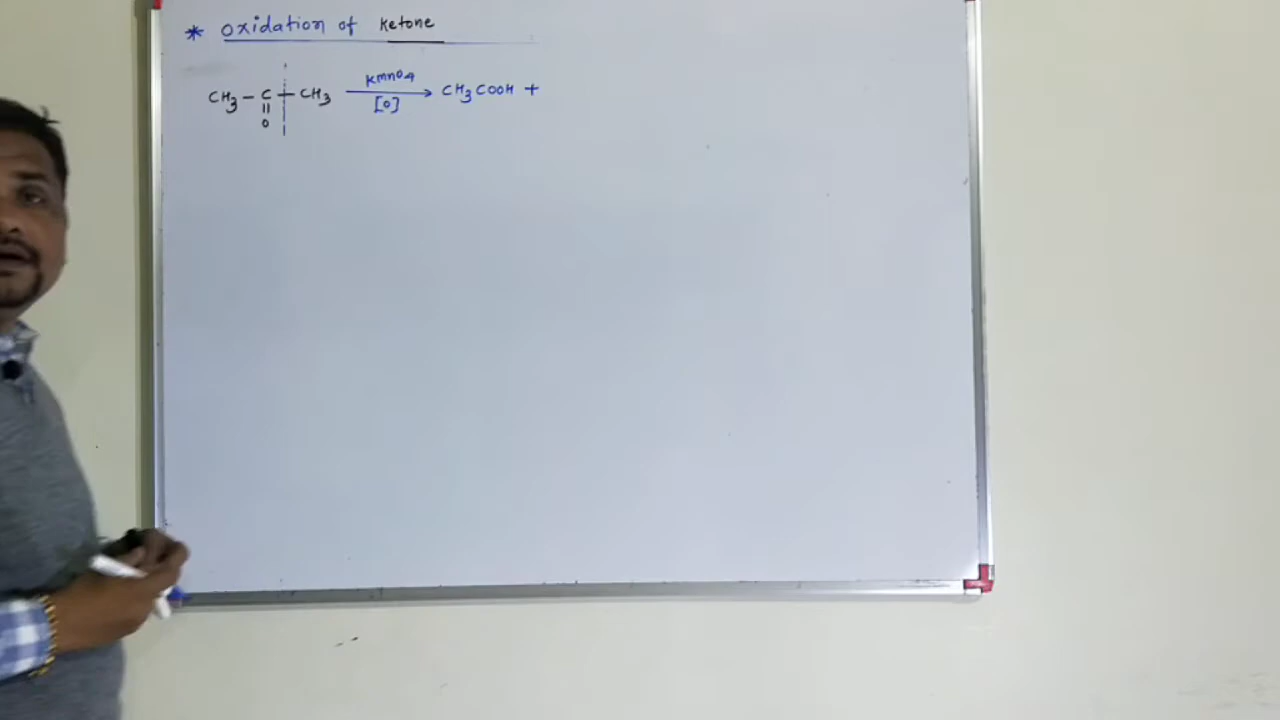 * Oxidation of Ketone
KMnO4
CH3 - C - CH3 → CH3COOH +
|| [O]
O